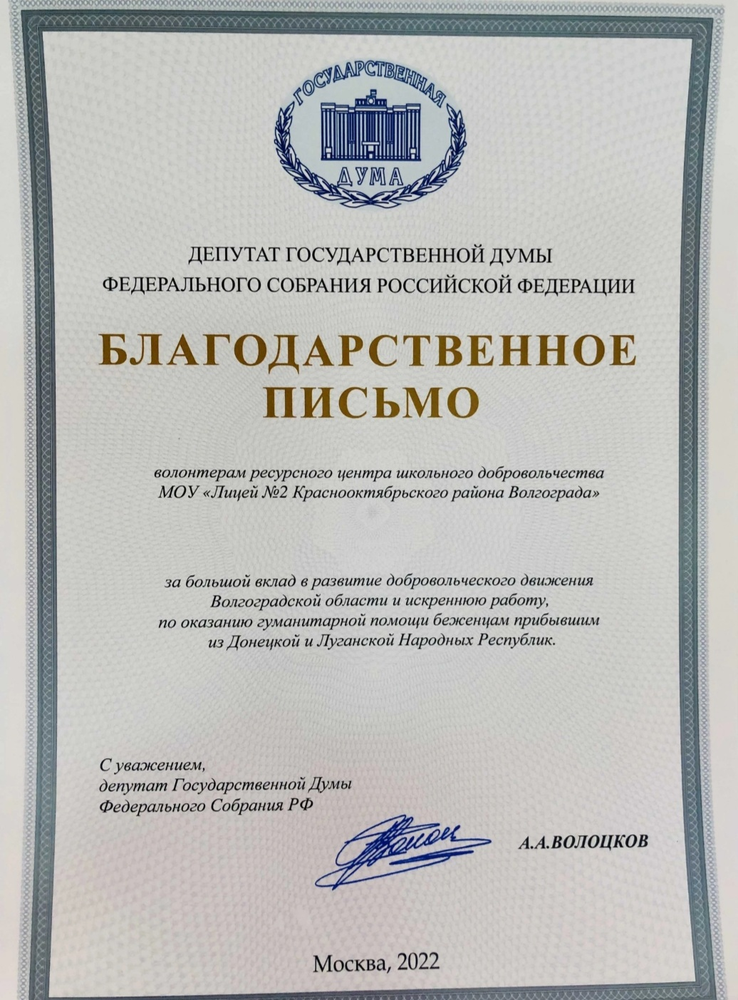 ГОСУДАРСТВЕННАЯ
ДУМА
ДЕПУТАТ ГОСУДАРСТВЕННОЙ ДУМЫ
ФЕДЕРАЛЬНОГО СОБРАНИЯ РОССИЙСКОЙ ФЕДЕРАЦИИ
БЛАГОДАРСТВЕННОЕ
ПИСЬМО
волонтерам ресурсного центра школьного добровольчества
МОУ «Лицей №2 Краснооктябрьского района Волгограда»
за большой вклад в развитие добровольческого движения
Волгоградской области и искреннюю работу,
по оказанию гуманитарной помощи беженцам прибывшим
из Донецкой и Луганской Народных Республик.
С уважением,
депутат Государственной Думы
Федерального Собрания РФ
А.А.ВОЛОЦКОВ
Москва, 2022